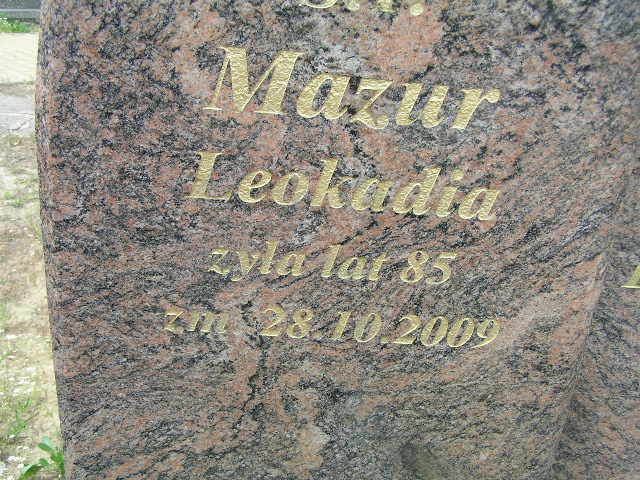 Ś.P.
Mazur
Leokadia
żyła lat 85
zm. 28.10.2009